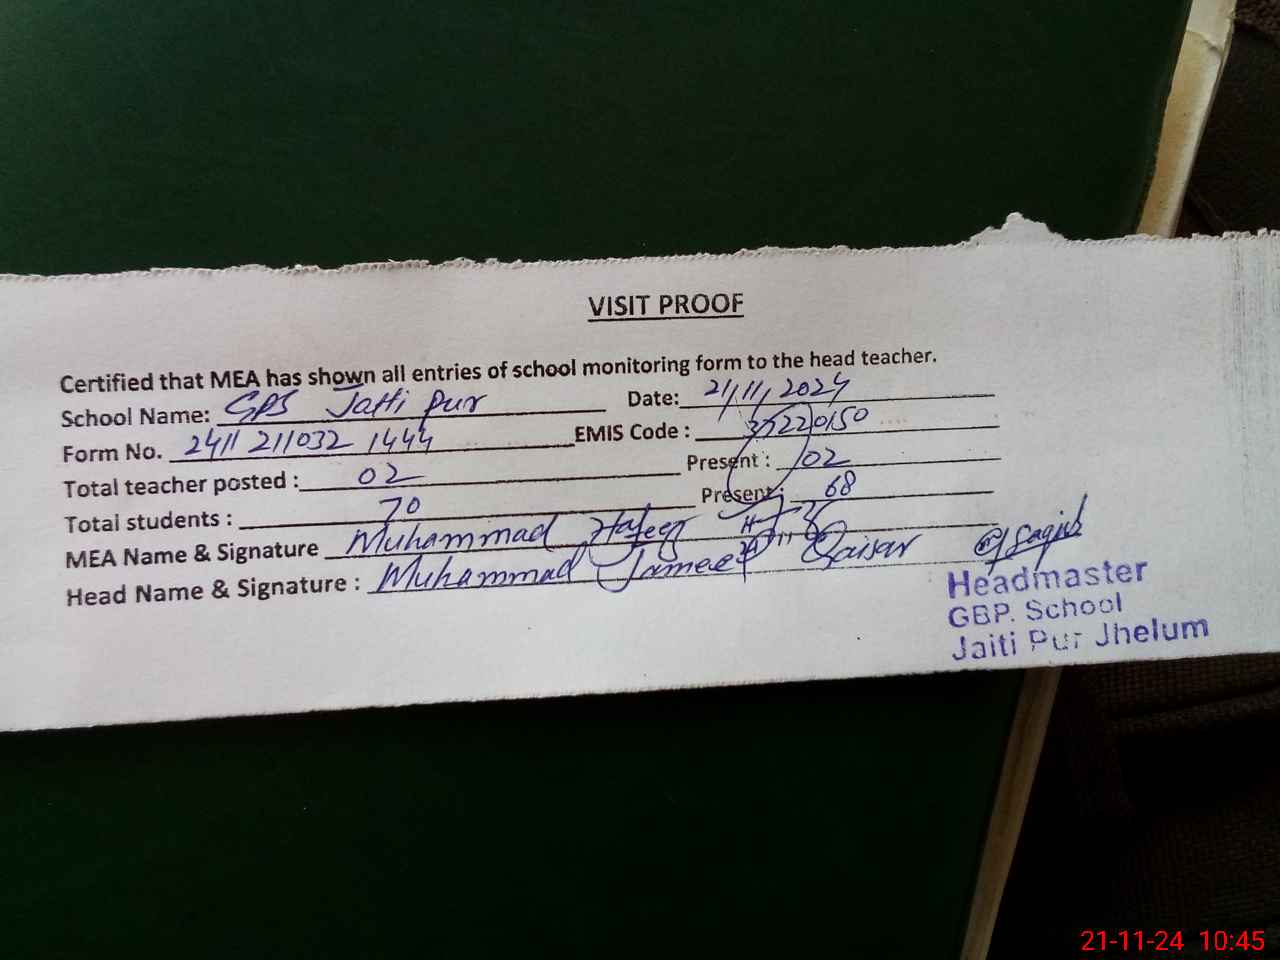 VISIT PROOF
Certified that MEA has shown all entries of school monitoring form to the head teacher.
School Name: GPS Jatti pur Date: 21/11/2024
Form No. 2411 211032 1444 EMIS Code : 37220150
Total teacher posted : 02 Present : 02
Total students : 70 Present: 68
MEA Name & Signature Muhammad Hafeez
Head Name & Signature : Muhammad Jameel Qaisar
Headmaster
GBP. School
Jaiti Pur Jhelum
21-11-24 10:45